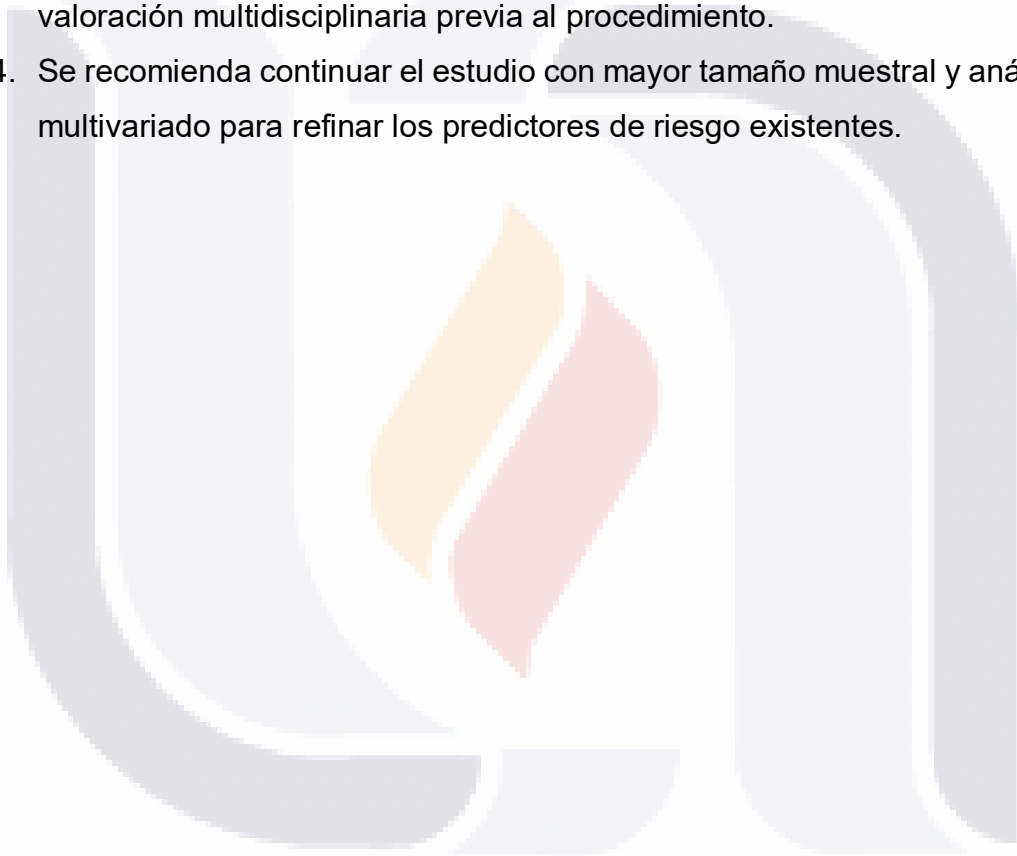 valoración multidisciplinaria previa al procedimiento.
4. Se recomienda continuar el estudio con mayor tamaño muestral y
multivariado para refinar los predictores de riesgo existentes.